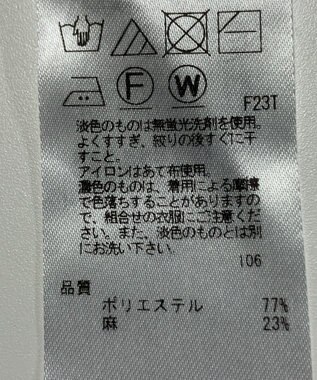 F W F23T
淡色のものは無蛍光洗剤を使用。
よくすすぎ、絞りの後すぐに干
すこと。
アイロンはあて布使用。
濃色のものは、着用による摩擦
で色落ちすることがありますの
で、組合せの衣服にご注意くだ
さい。また、淡色のものとは別
にお洗い下さい。
106
品質
ポリエステル 77%
麻 23%